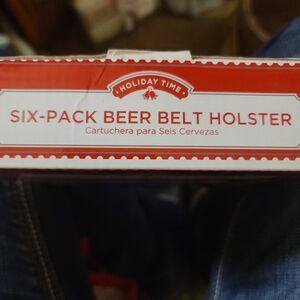 HOLIDAY TIME
SIX-PACK BEER BELT HOLSTER
Cartuchera para Seis Cervezas